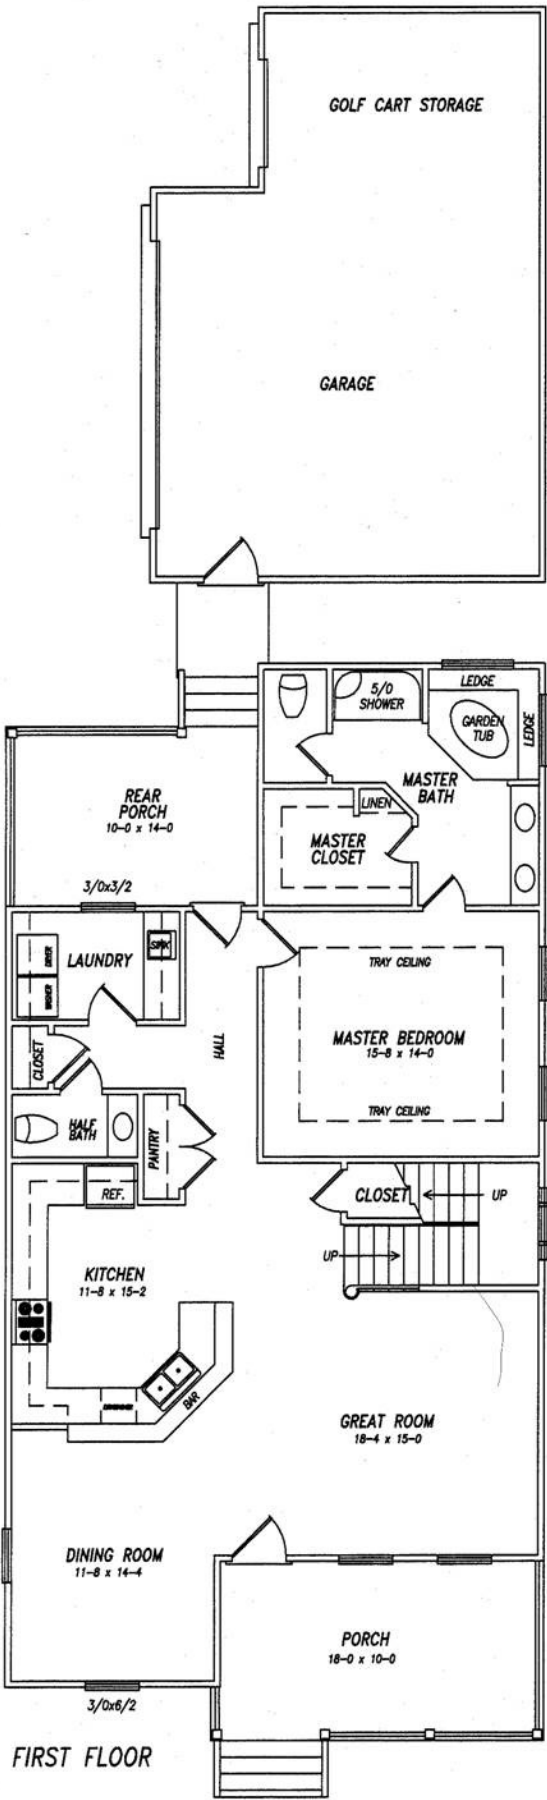 GOLF CART STORAGE
GARAGE
LEDGE
5/0
SHOWER
GARDEN
TUB
LEDGE
MASTER
BATH
REAR
PORCH
10-0 x 14-0
LINEN
MASTER
CLOSET
3/0x3/2
LAUNDRY
SINK
DRYER
WASHER
TRAY CEILING
HALL
MASTER BEDROOM
15-8 x 14-0
CLOSET
TRAY CEILING
HALF
BATH
PANTRY
REF.
CLOSET
UP
UP
KITCHEN
11-8 x 15-2
BAR
GREAT ROOM
18-4 x 15-0
DINING ROOM
11-8 x 14-4
PORCH
18-0 x 10-0
3/0x6/2
FIRST FLOOR